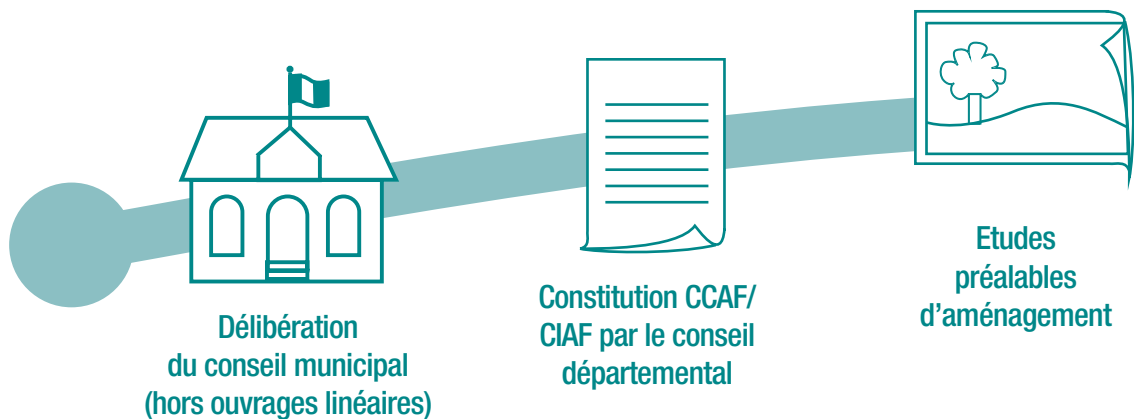 Délibération
du conseil municipal
(hors ouvrages linéaires)
Constitution CCAF/
CIAF par le conseil
départemental
Etudes
préalables
d’aménagement